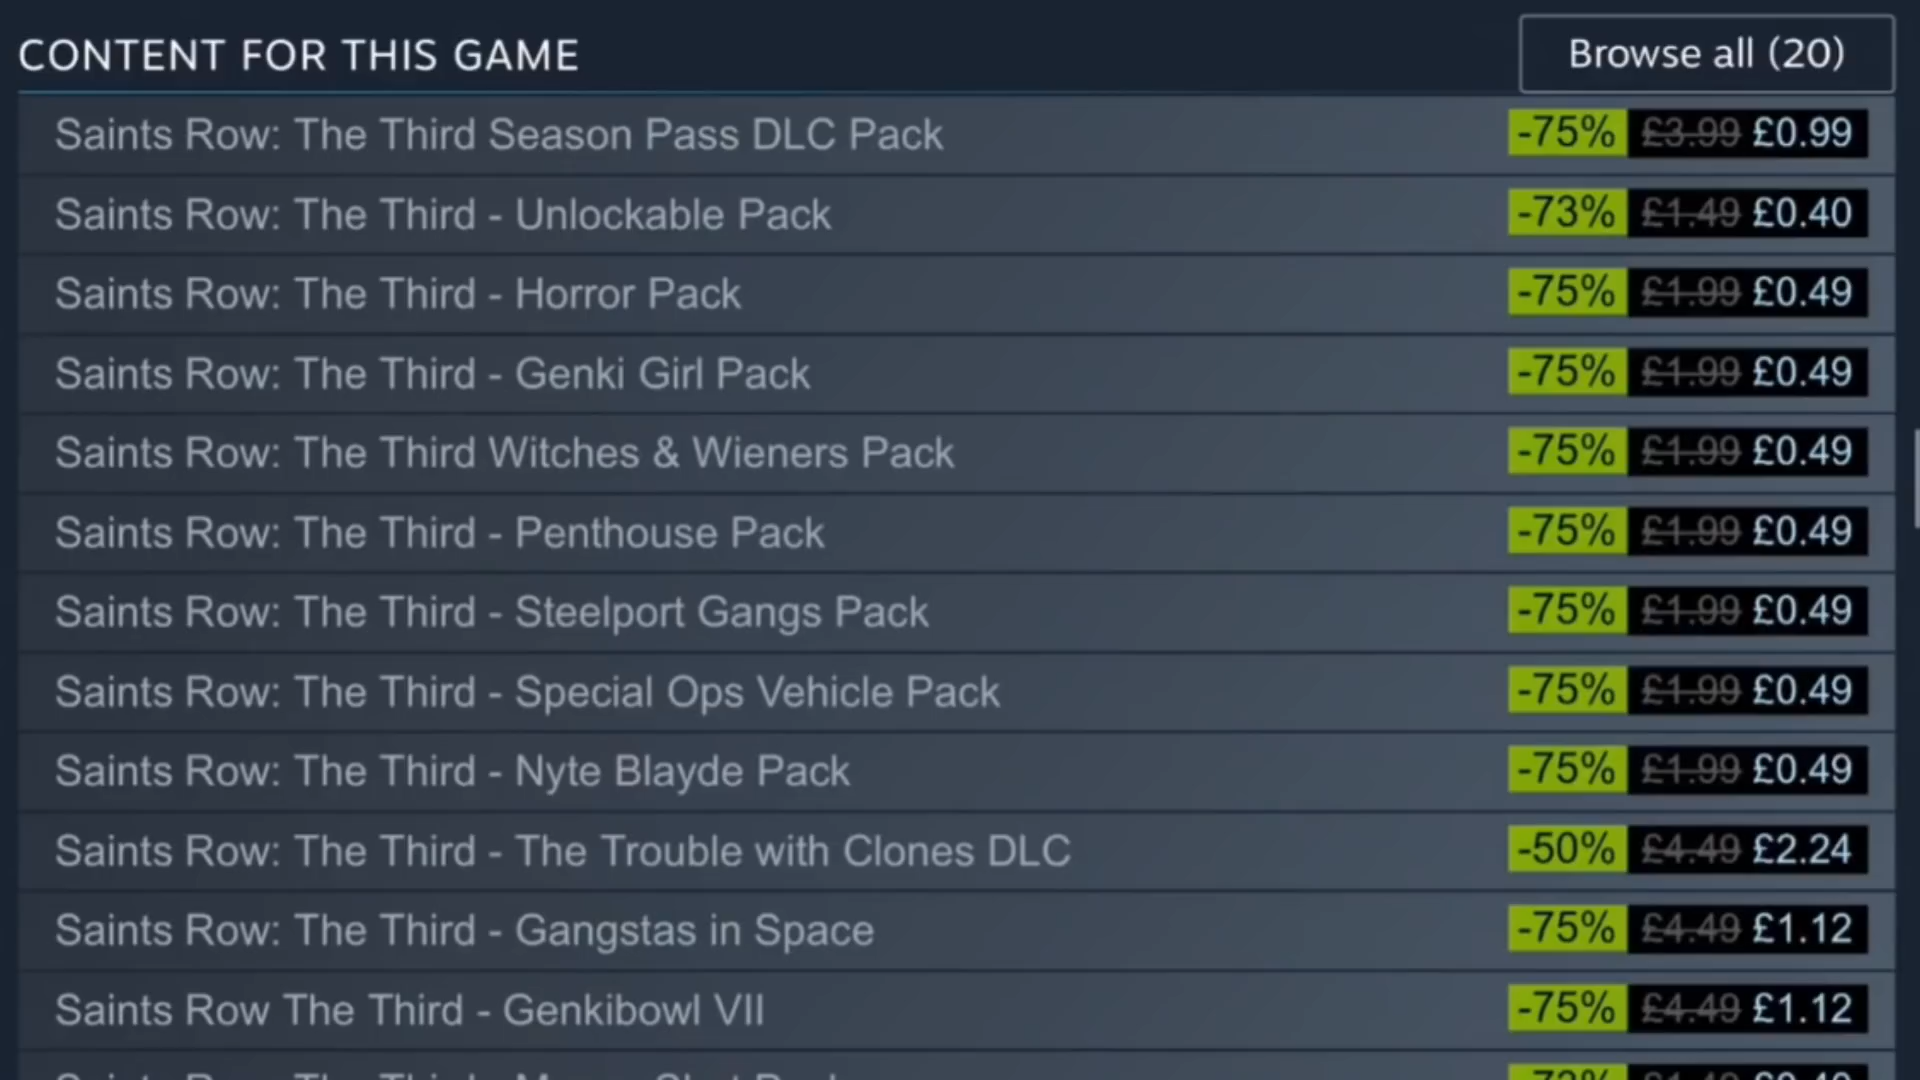 CONTENT FOR THIS GAME Browse all (20)
Saints Row: The Third Season Pass DLC Pack -75% £3.99 £0.99
Saints Row: The Third - Unlockable Pack -73% £1.49 £0.40
Saints Row: The Third - Horror Pack -75% £1.99 £0.49
Saints Row: The Third - Genki Girl Pack -75% £1.99 £0.49
Saints Row: The Third Witches & Wieners Pack -75% £1.99 £0.49
Saints Row: The Third - Penthouse Pack -75% £1.99 £0.49
Saints Row: The Third - Steelport Gangs Pack -75% £1.99 £0.49
Saints Row: The Third - Special Ops Vehicle Pack -75% £1.99 £0.49
Saints Row: The Third - Nyte Blayde Pack -75% £1.99 £0.49
Saints Row: The Third - The Trouble with Clones DLC -50% £4.49 £2.24
Saints Row: The Third - Gangstas in Space -75% £4.49 £1.12
Saints Row The Third - Genkibowl VII -75% £4.49 £1.12